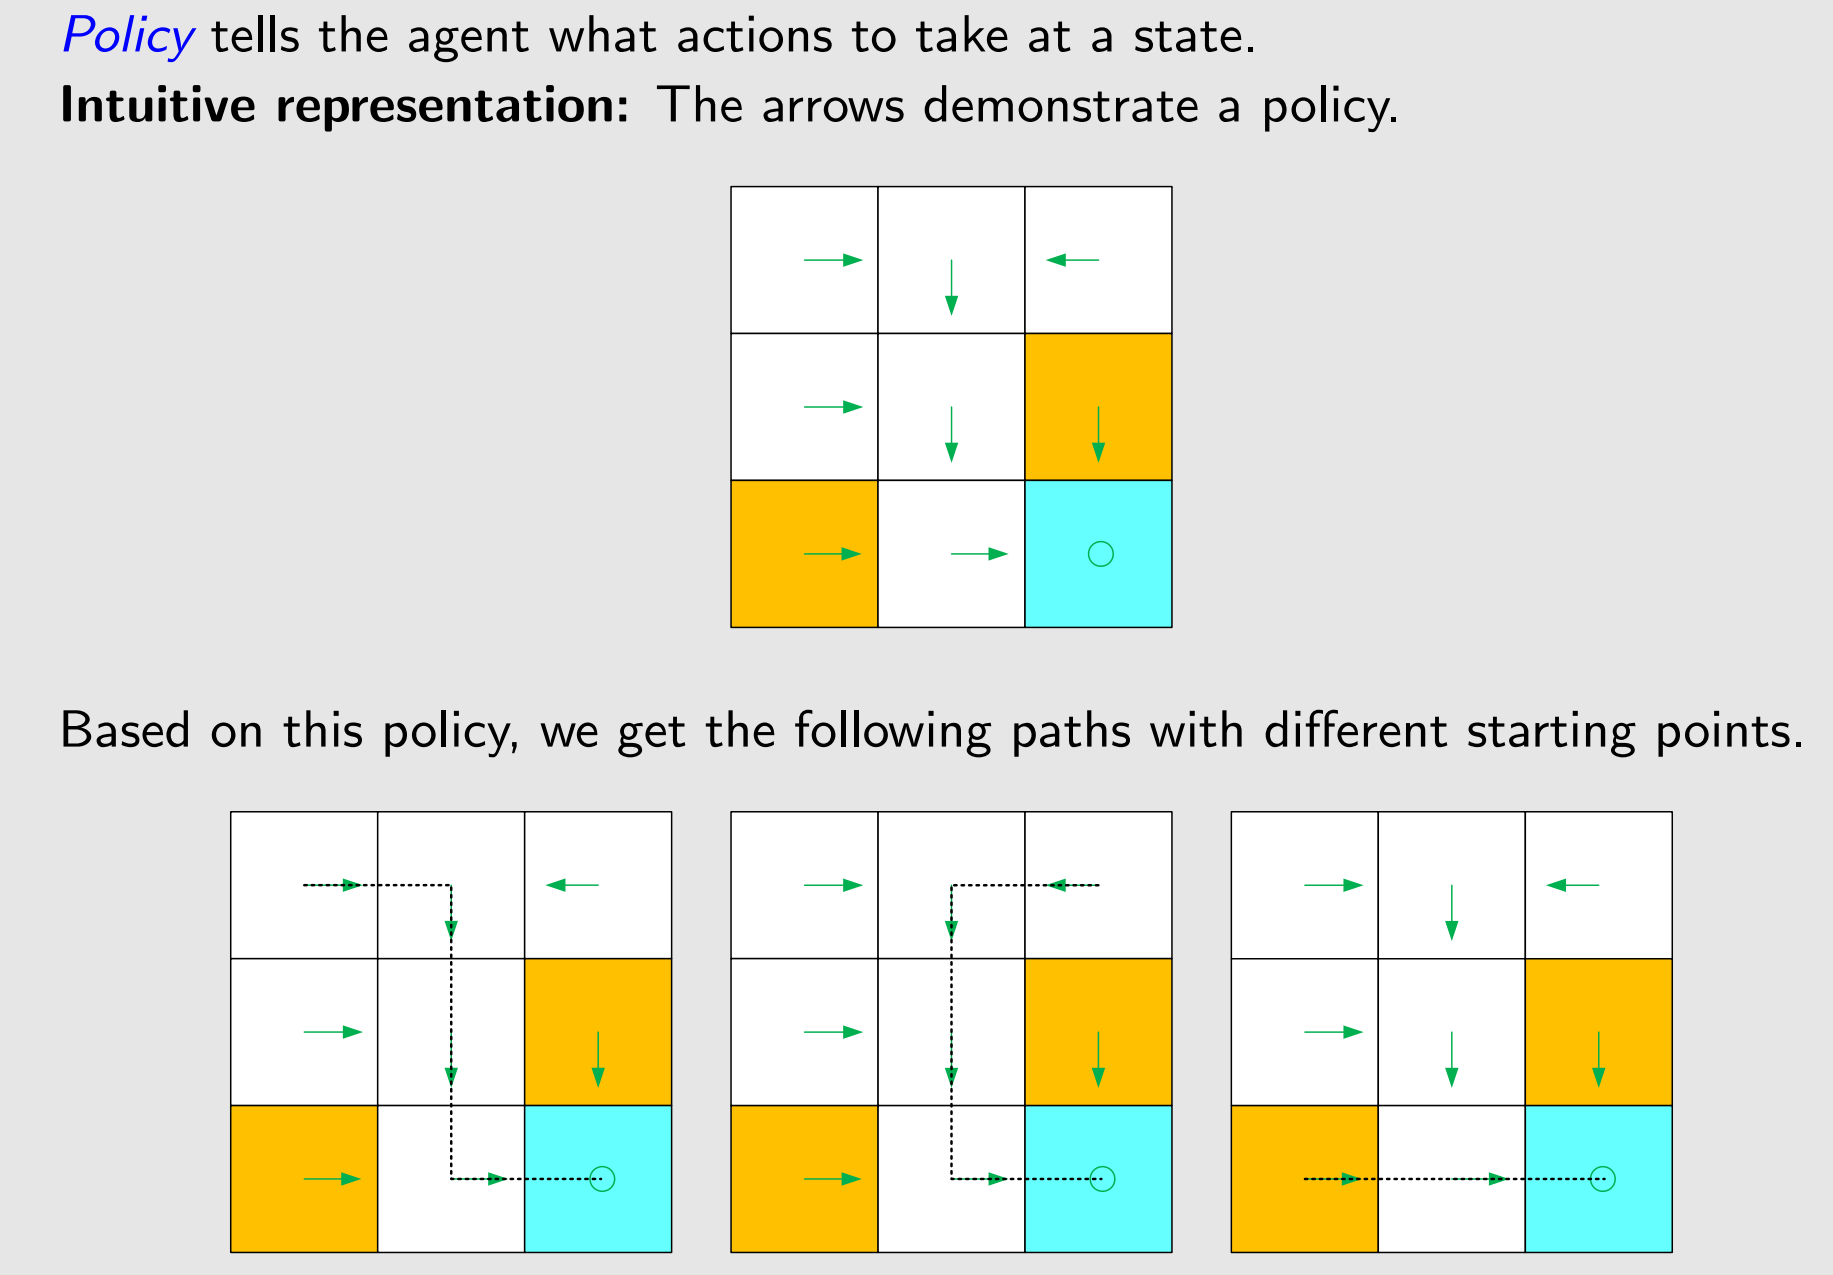 Policy tells the agent what actions to take at a state.
Intuitive representation: The arrows demonstrate a policy.
Based on this policy, we get the following paths with different starting points.